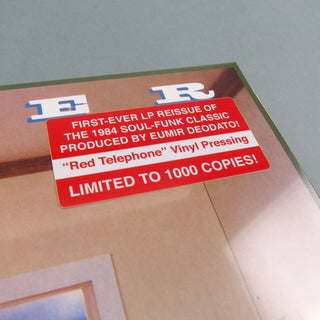 E R
FIRST-EVER LP REISSUE OF
THE 1984 SOUL-FUNK CLASSIC
PRODUCED BY EUMIR DEODATO!
"Red Telephone" Vinyl Pressing
LIMITED TO 1000 COPIES!